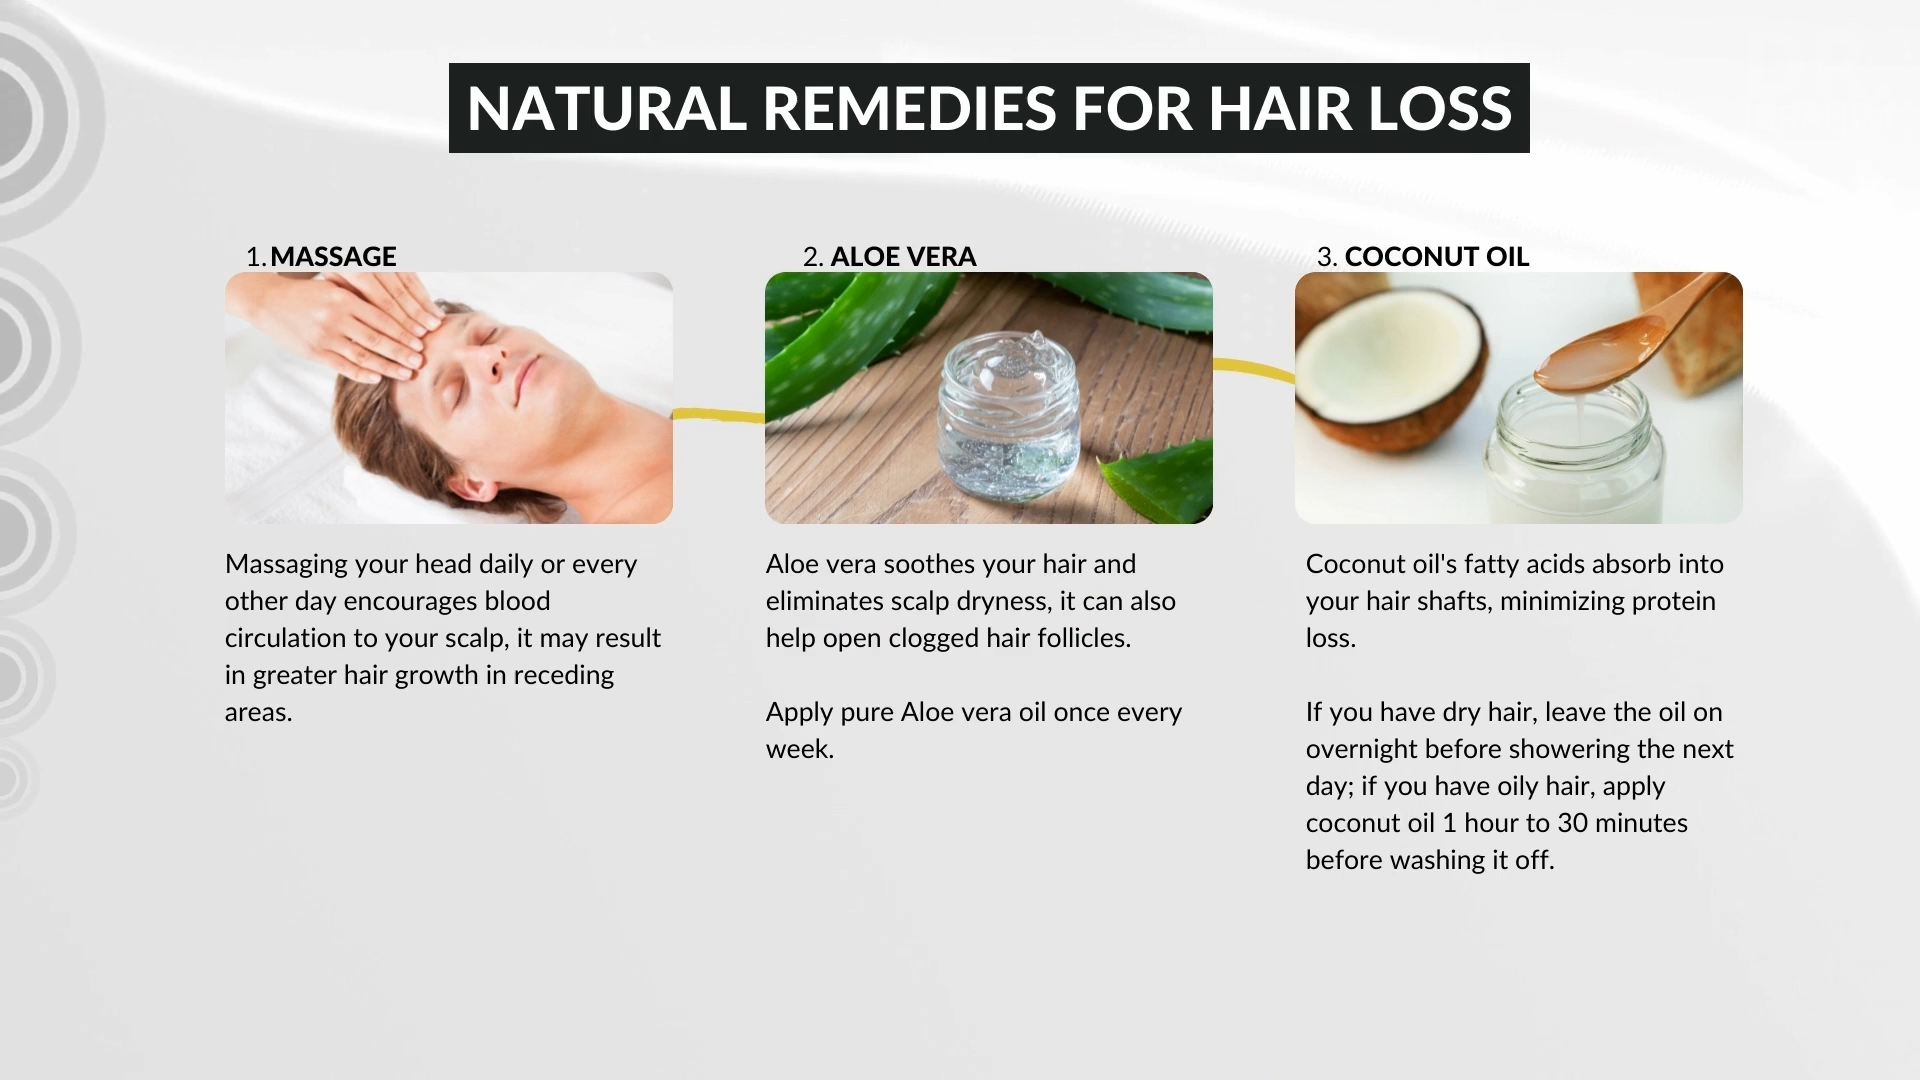 NATURAL REMEDIES FOR HAIR LOSS
1. MASSAGE
Massaging your head daily or every
other day encourages blood
circulation to your scalp, it may result
in greater hair growth in receding
areas.
2. ALOE VERA
Aloe vera soothes your hair and
eliminates scalp dryness, it can also
help open clogged hair follicles.
Apply pure Aloe vera oil once every
week.
3. COCONUT OIL
Coconut oil's fatty acids absorb into
your hair shafts, minimizing protein
loss.
If you have dry hair, leave the oil on
overnight before showering the next
day; if you have oily hair, apply
coconut oil 1 hour to 30 minutes
before washing it off.